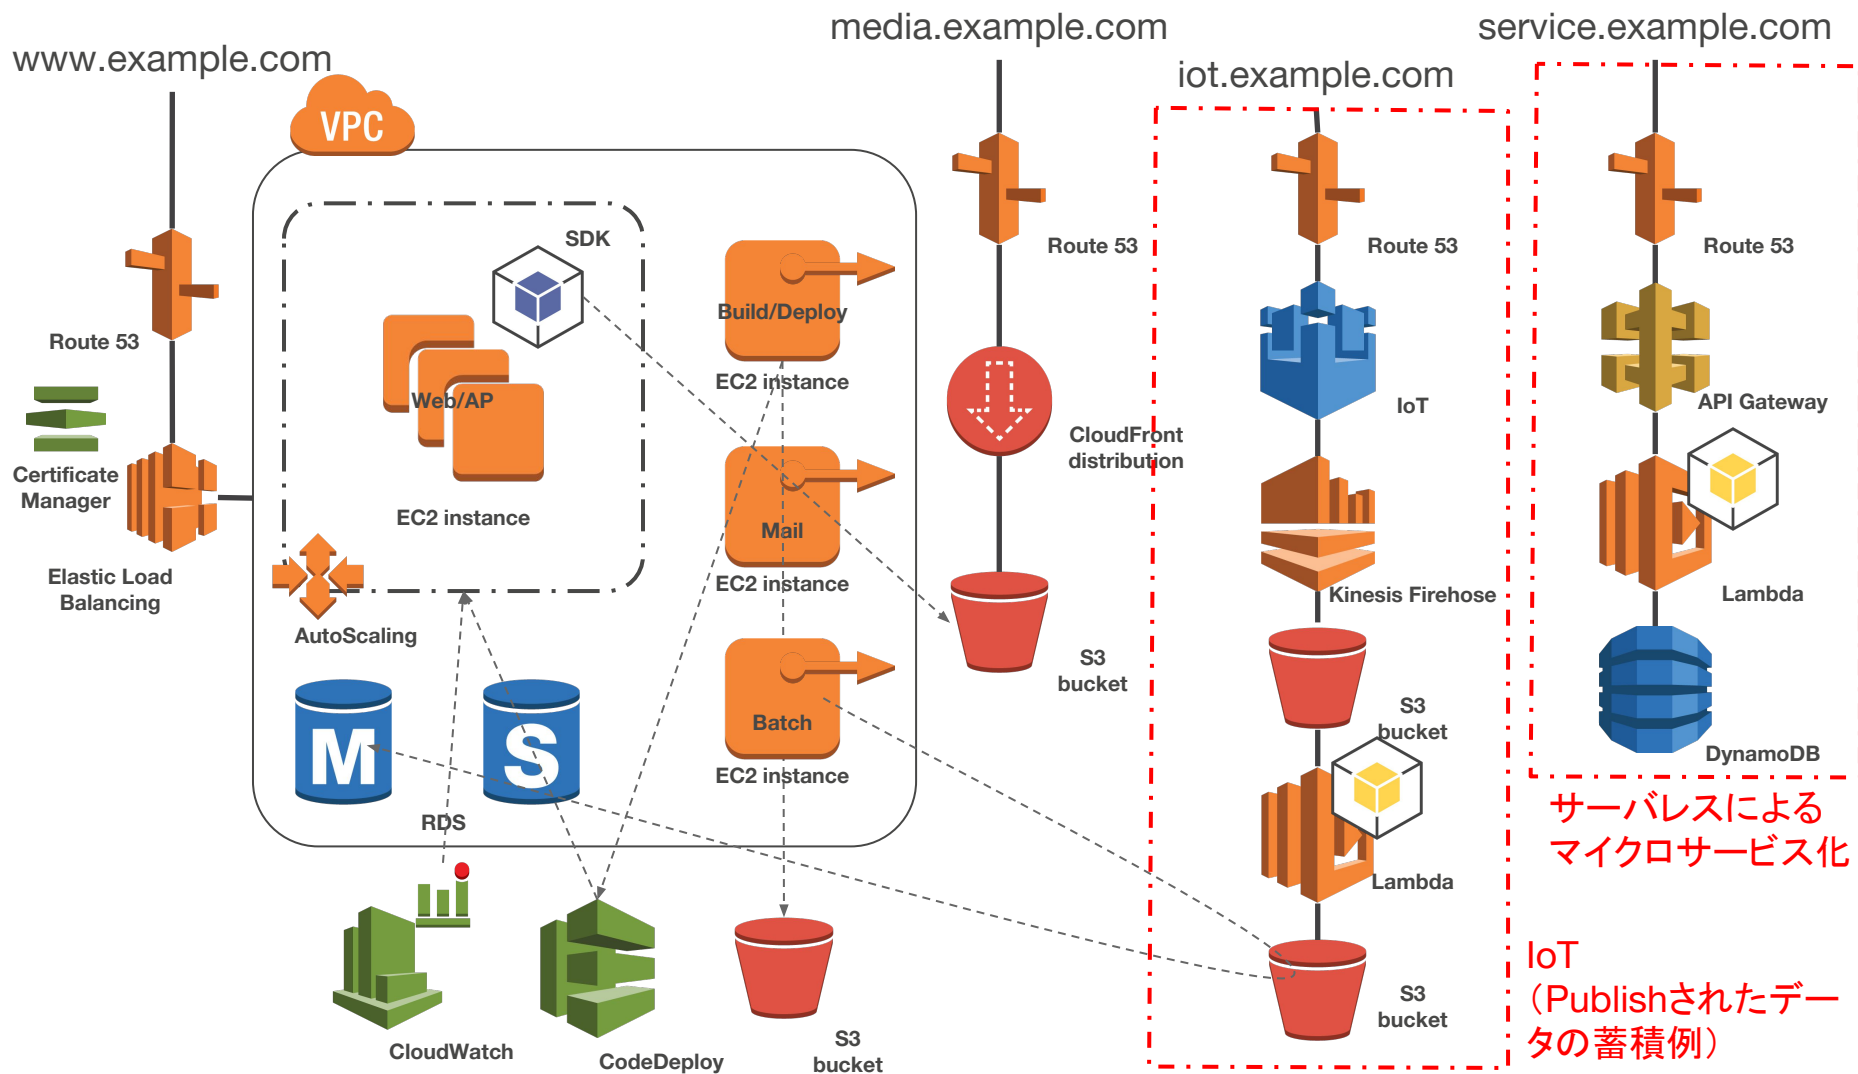 www.example.com
media.example.com
iot.example.com
service.example.com
VPC
SDK
Route 53
Certificate
Manager
Elastic Load
Balancing
Web/AP
EC2 instance
AutoScaling
M
S
RDS
Build/Deploy
EC2 instance
Mail
EC2 instance
Batch
EC2 instance
CloudWatch
CodeDeploy
S3
bucket
Route 53
CloudFront
distribution
S3
bucket
Route 53
IoT
Kinesis Firehose
S3
bucket
Lambda
S3
bucket
Route 53
API Gateway
Lambda
DynamoDB
サーバレスによる
マイクロサービス化
IoT
（Publishされたデー
タの蓄積例）